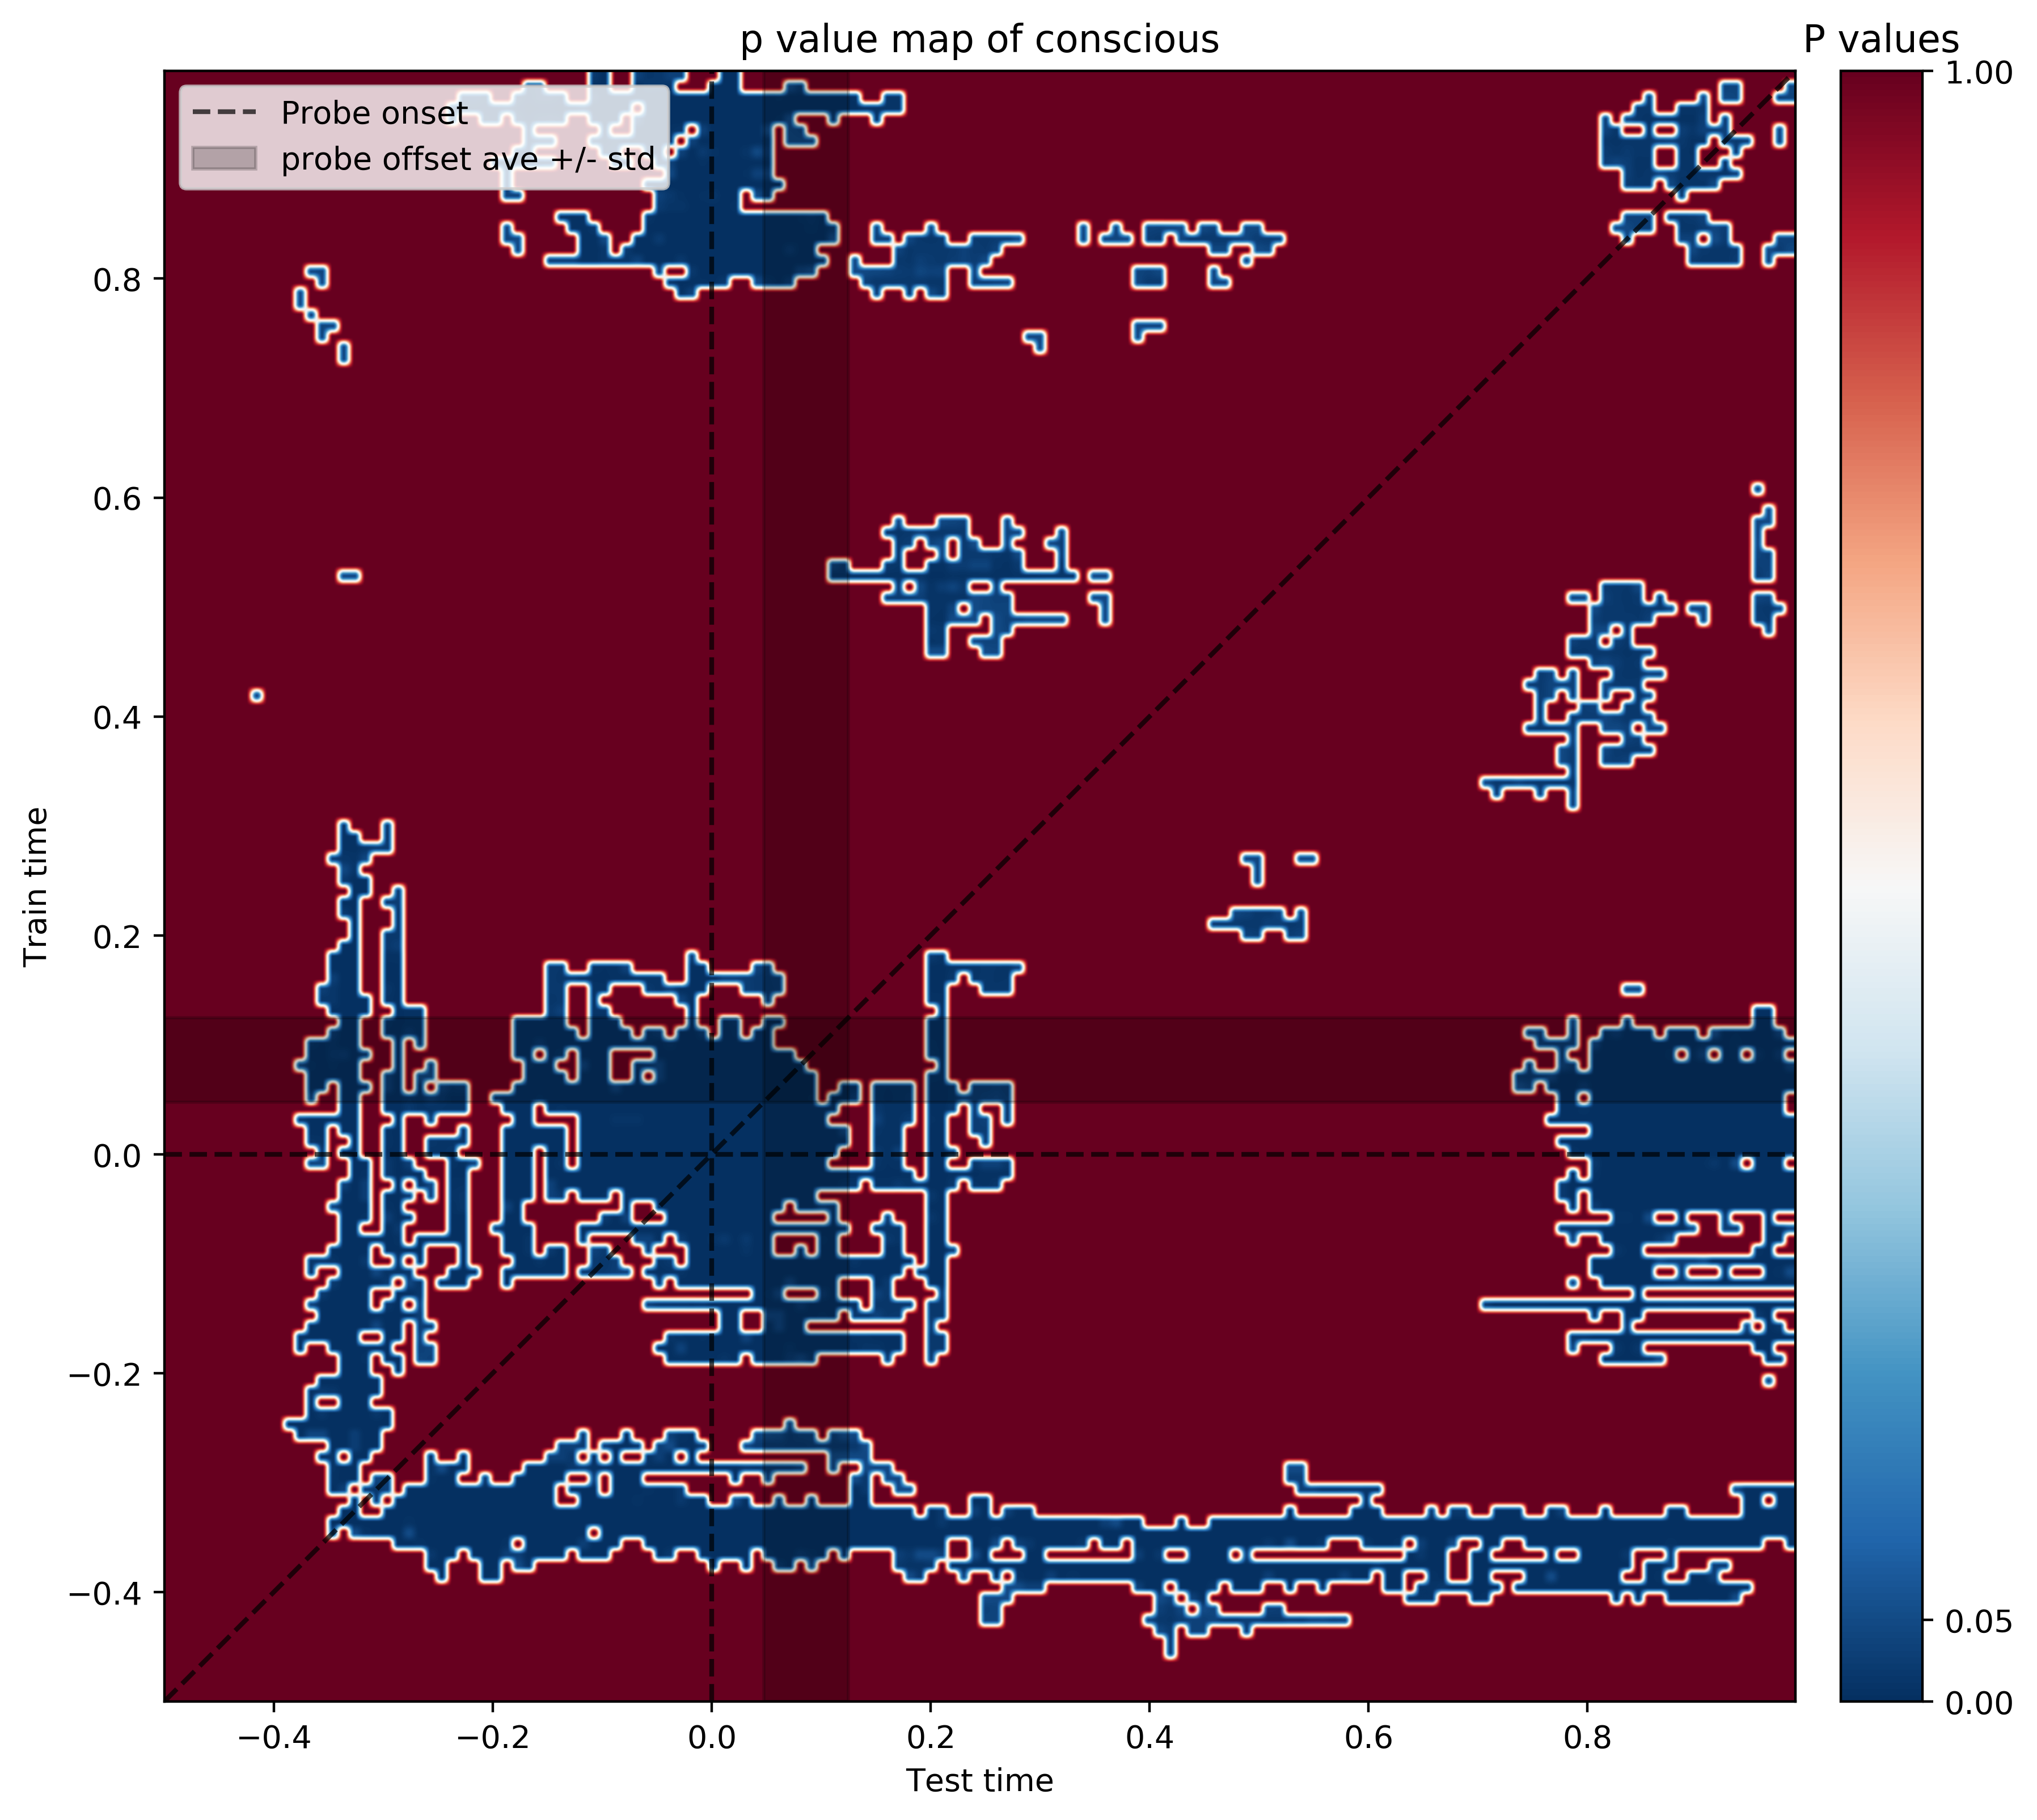 p value map of conscious
P values
Probe onset
probe offset ave +/- std
1.00
0.05
0.00
Train time
0.8
0.6
0.4
0.2
0.0
−0.2
−0.4
−0.4
−0.2
0.0
0.2
0.4
0.6
0.8
Test time